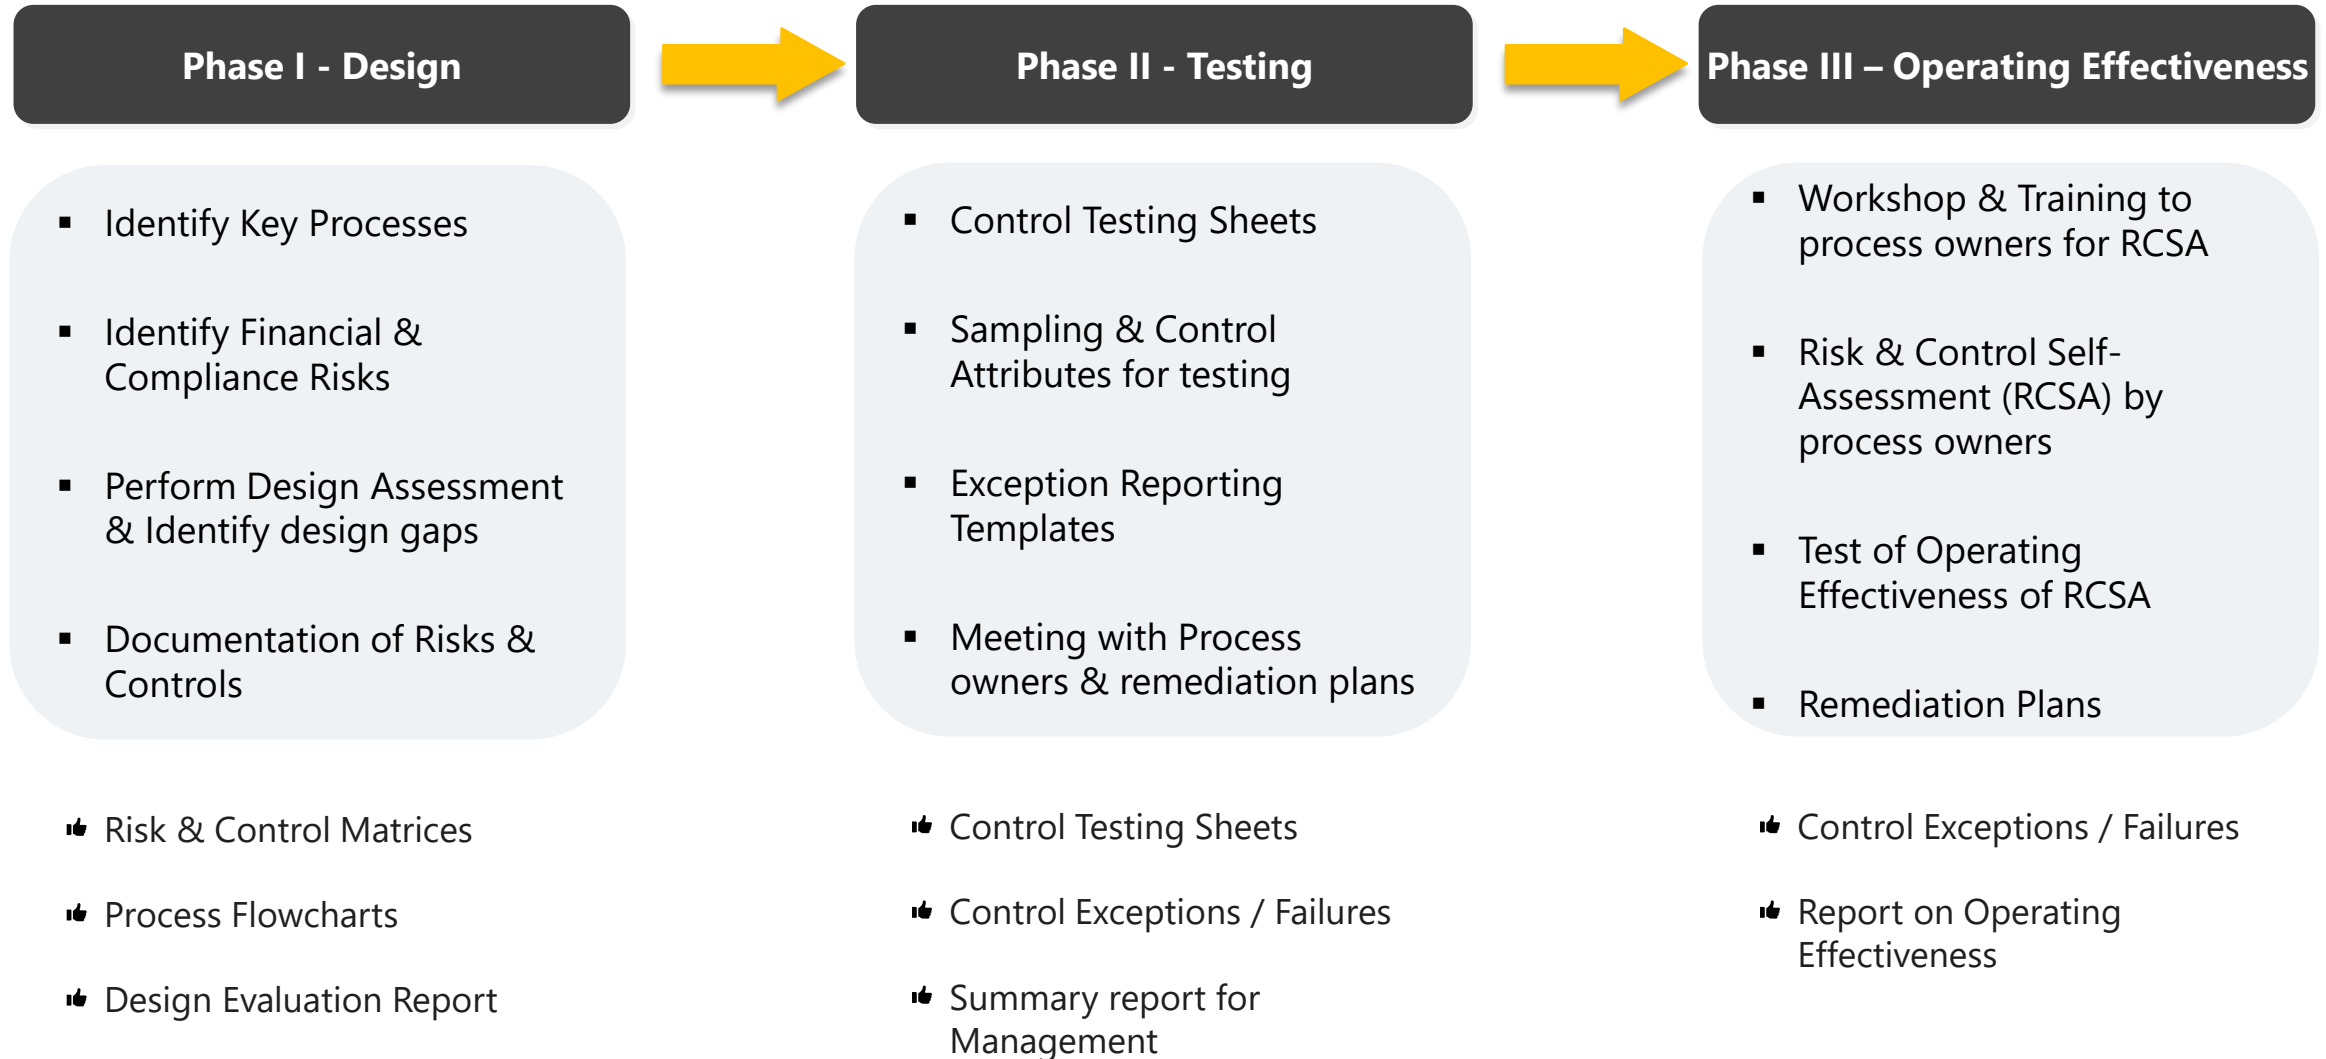 Phase I - Design
Phase II - Testing
Phase III – Operating Effectiveness
Identify Key Processes
Identify Financial &
Compliance Risks
Perform Design Assessment
& Identify design gaps
Documentation of Risks &
Controls
Control Testing Sheets
Sampling & Control
Attributes for testing
Exception Reporting
Templates
Meeting with Process
owners & remediation plans
Workshop & Training to
process owners for RCSA
Risk & Control Self-
Assessment (RCSA) by
process owners
Test of Operating
Effectiveness of RCSA
Remediation Plans
Risk & Control Matrices
Process Flowcharts
Design Evaluation Report
Control Testing Sheets
Control Exceptions / Failures
Summary report for
Management
Control Exceptions / Failures
Report on Operating
Effectiveness